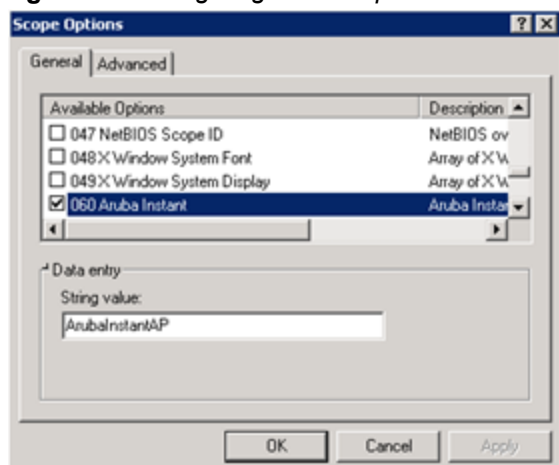 Scope Options
General Advanced
Available Options Description
047 NetBIOS Scope ID NetBIOS ov
048 X Window System Font Array of X W
049 X Window System Display Array of X W
060 Aruba Instant Aruba Instar
Data entry
String value:
ArubaInstantAP
OK Cancel Apply